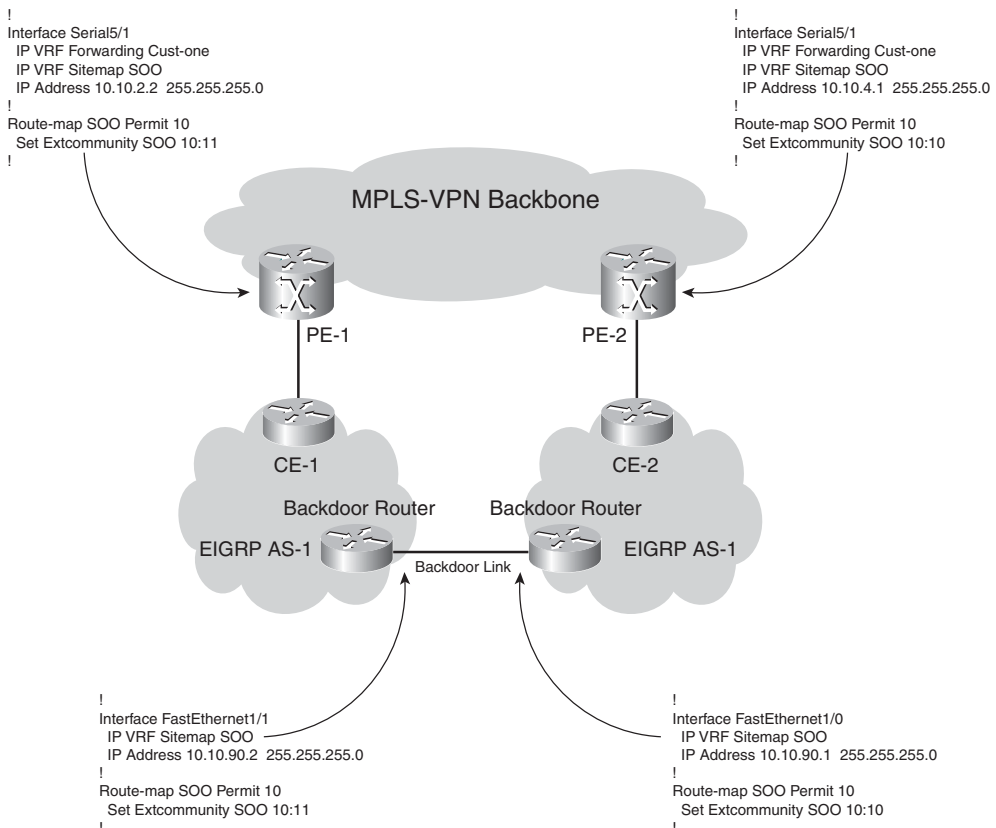 !
Interface Serial5/1
IP VRF Forwarding Cust-one
IP VRF Sitemap SOO
IP Address 10.10.2.2 255.255.255.0
!
Route-map SOO Permit 10
Set Extcommunity SOO 10:11
!
!
Interface Serial5/1
IP VRF Forwarding Cust-one
IP VRF Sitemap SOO
IP Address 10.10.4.1 255.255.255.0
!
Route-map SOO Permit 10
Set Extcommunity SOO 10:10
!
MPLS-VPN Backbone
PE-1
PE-2
CE-1
CE-2
Backdoor Router
Backdoor Router
EIGRP AS-1
Backdoor Link
EIGRP AS-1
!
Interface FastEthernet1/1
IP VRF Sitemap SOO
IP Address 10.10.90.2 255.255.255.0
!
Route-map SOO Permit 10
Set Extcommunity SOO 10:11
!
!
Interface FastEthernet1/0
IP VRF Sitemap SOO
IP Address 10.10.90.1 255.255.255.0
!
Route-map SOO Permit 10
Set Extcommunity SOO 10:10
!